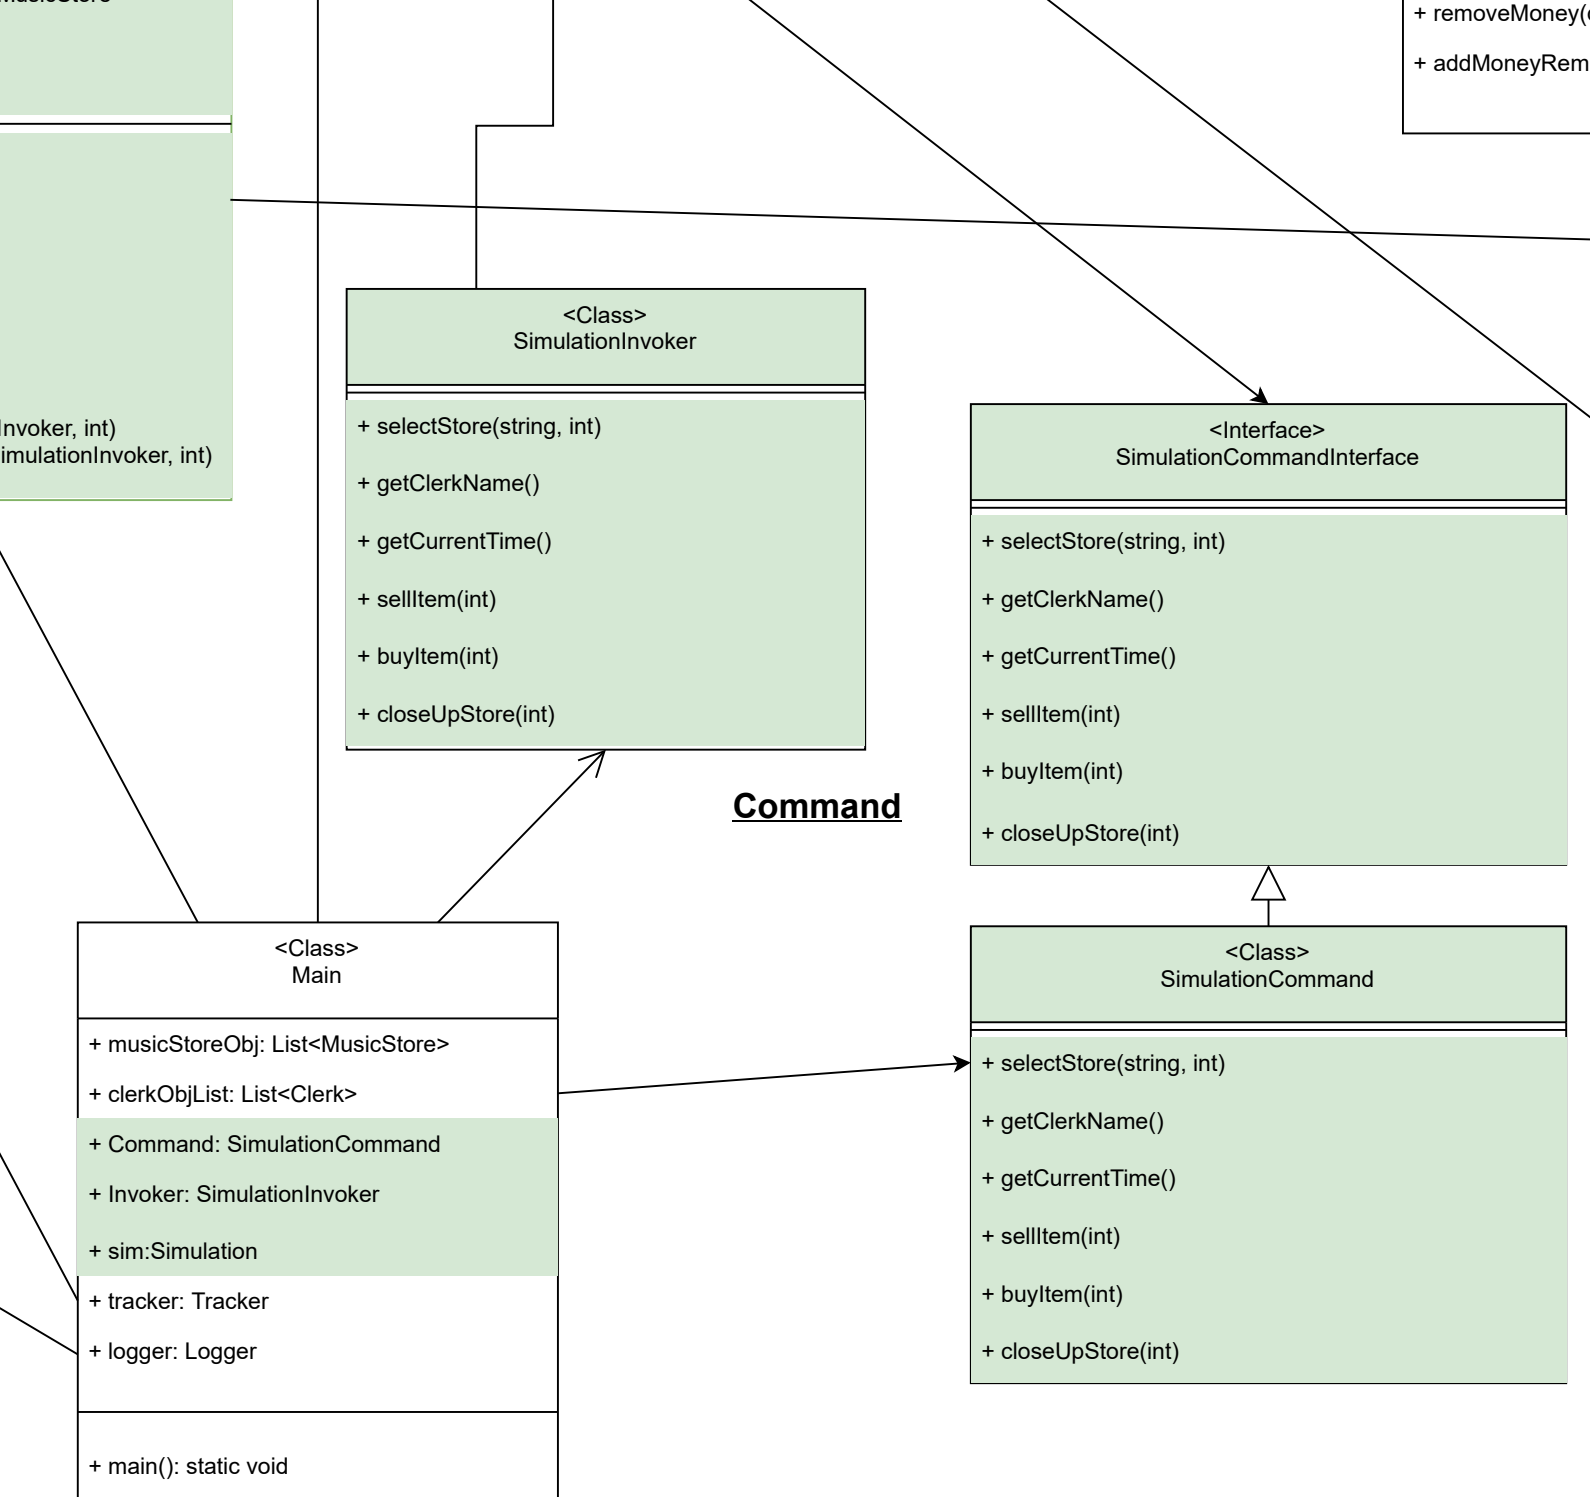 + removeMoney(
+ addMoneyRem
Invoker, int)
imulationInvoker, int)
<Class>
SimulationInvoker
+ selectStore(string, int)
+ getClerkName()
+ getCurrentTime()
+ sellItem(int)
+ buyItem(int)
+ closeUpStore(int)
<Interface>
SimulationCommandInterface
+ selectStore(string, int)
+ getClerkName()
+ getCurrentTime()
+ sellItem(int)
+ buyItem(int)
+ closeUpStore(int)
Command
<Class>
Main
+ musicStoreObj: List<MusicStore>
+ clerkObjList: List<Clerk>
+ Command: SimulationCommand
+ Invoker: SimulationInvoker
+ sim:Simulation
+ tracker: Tracker
+ logger: Logger
+ main(): static void
<Class>
SimulationCommand
+ selectStore(string, int)
+ getClerkName()
+ getCurrentTime()
+ sellItem(int)
+ buyItem(int)
+ closeUpStore(int)